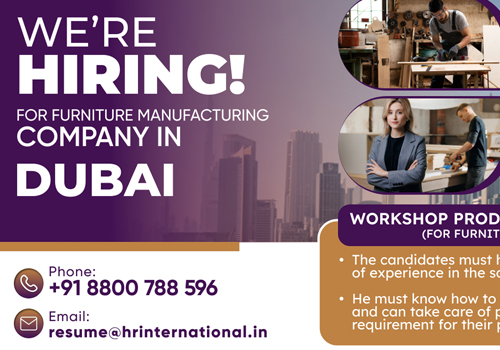 WE'RE
HIRING!
FOR FURNITURE MANUFACTURING
COMPANY IN
DUBAI
Phone:
+91 8800 788 596
Email:
resume@hrinternational.in
WORKSHOP PROD
(FOR FURNIT
• The candidates must h
of experience in the sa
• He must know how to
and can take care of p
requirement for their p